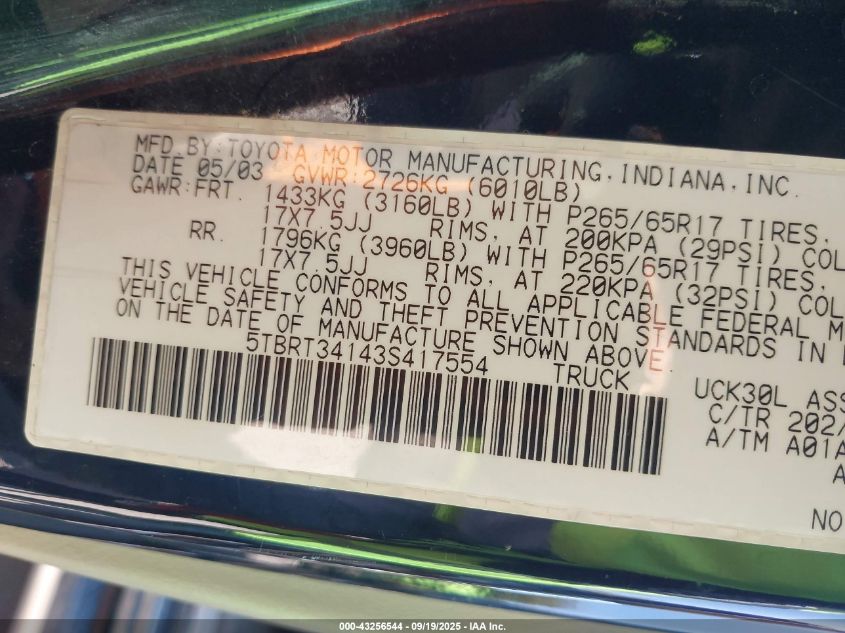 MFD.BY:TOYOTA MOTOR MANUFACTURING,INDIANA,INC.
DATE 05/03 GVWR:2726KG (6010LB)
GAWR:FRT. 1433KG (3160LB) WITH P265/65R17 TIRES,
17X7.5JJ RIMS, AT 200KPA (29PSI) COL
RR. 1796KG (3960LB) WITH P265/65R17 TIRES,
17X7.5JJ RIMS, AT 220KPA (32PSI) COL
THIS VEHICLE CONFORMS TO ALL APPLICABLE FEDERAL M
VEHICLE SAFETY AND THEFT PREVENTION STANDARDS IN
ON THE DATE OF MANUFACTURE SHOWN ABOVE.
5TBRT34143S417554 TRUCK
UCK30L ASS
C/TR 202/
A/TM A01A
A
NO
000-43256544 / 09/19/2025 - IAA Inc.